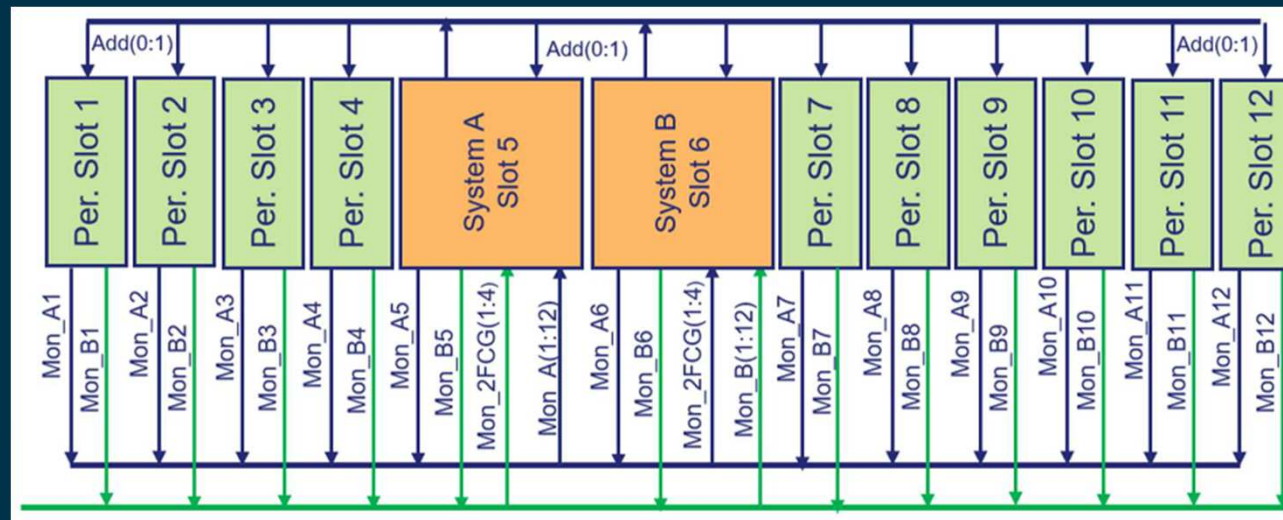 Add(0:1)
Add(0:1)
Add(0:1)
Per. Slot 1
Per. Slot 2
Per. Slot 3
Per. Slot 4
System A
Slot 5
System B
Slot 6
Per. Slot 7
Per. Slot 8
Per. Slot 9
Per. Slot 10
Per. Slot 11
Per. Slot 12
Mon_A1
Mon_B1
Mon_A2
Mon_B2
Mon_A3
Mon_B3
Mon_A4
Mon_B4
Mon_A5
Mon_B5
Mon_2FCG(1:4)
Mon_A(1:12)
Mon_A6
Mon_B6
Mon_2FCG(1:4)
Mon_B(1:12)
Mon_A7
Mon_B7
Mon_A8
Mon_B8
Mon_A9
Mon_B9
Mon_A10
Mon_B10
Mon_A11
Mon_B11
Mon_A12
Mon_B12